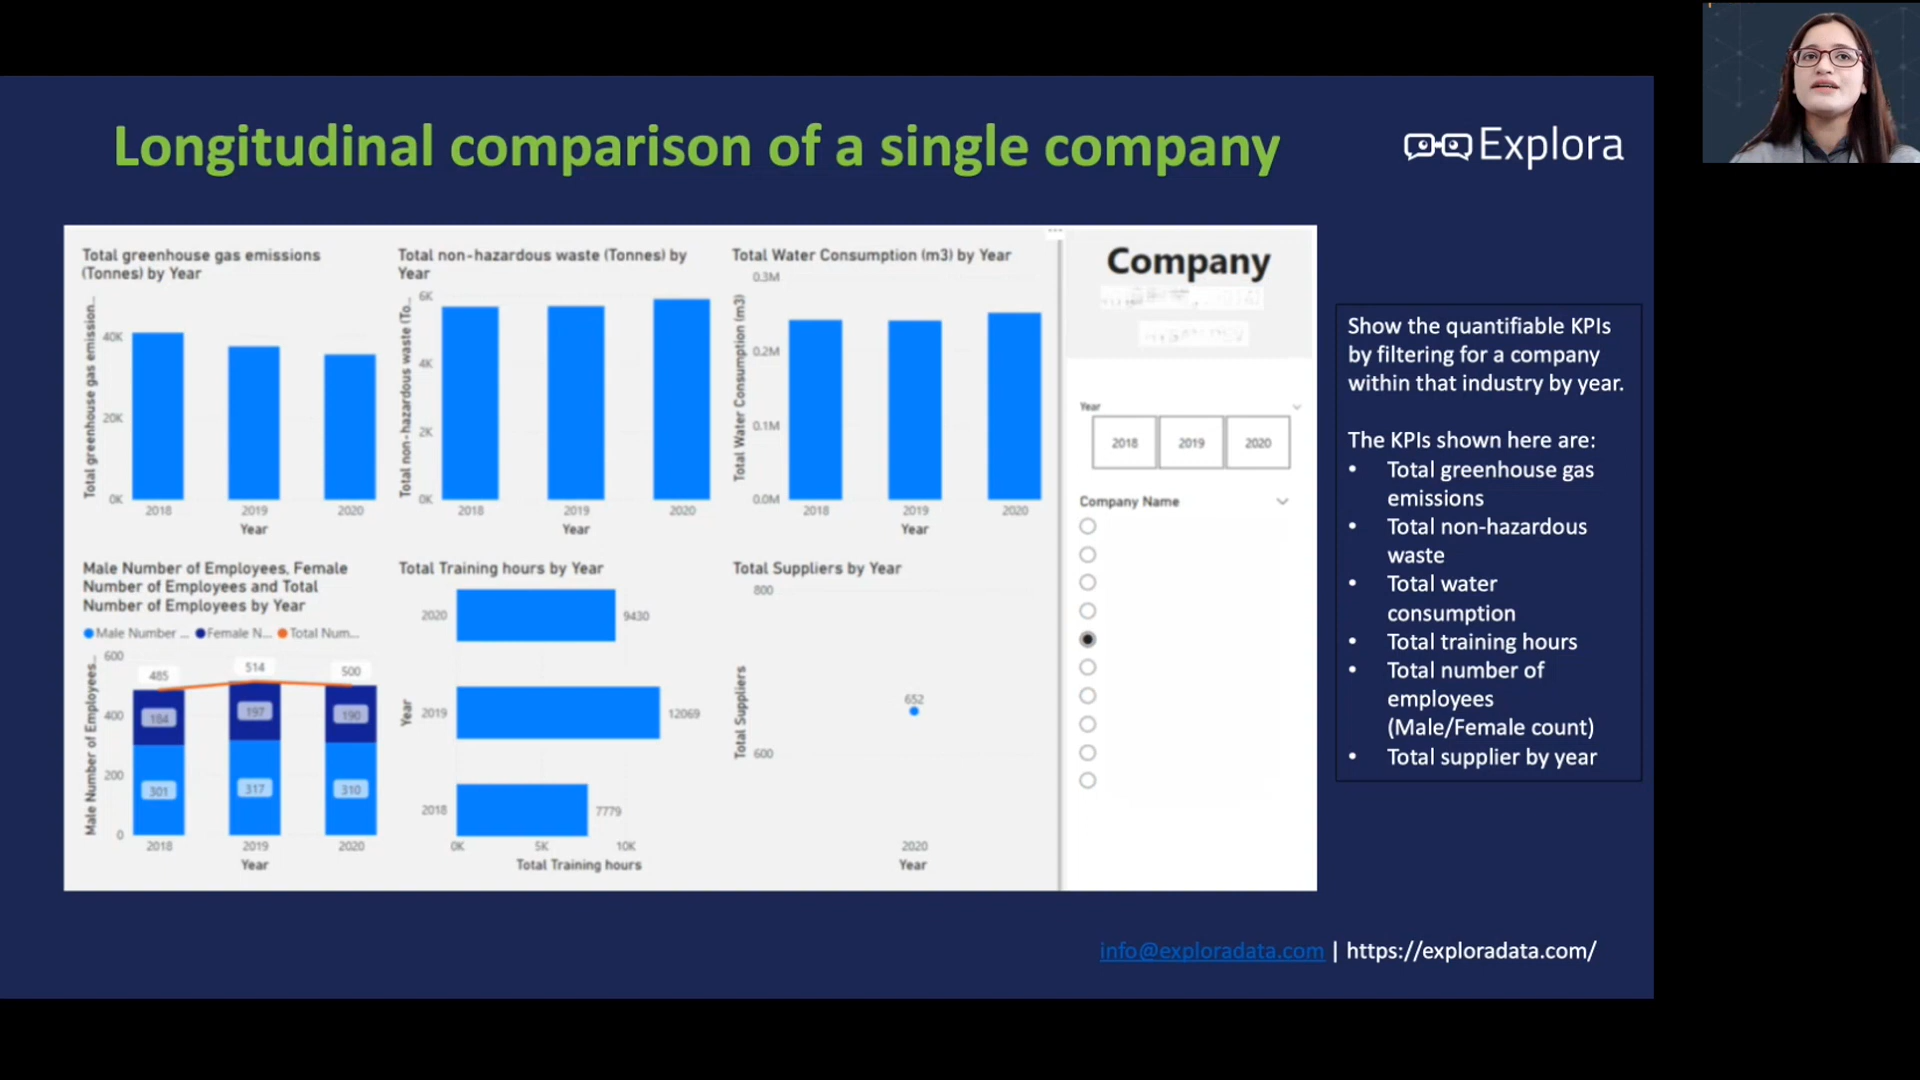 Longitudinal comparison of a single company
Explora
Total greenhouse gas emissions
(Tonnes) by Year
Total greenhouse gas emission...
40K
20K
0K
2018
2019
2020
Year
Total non-hazardous waste (Tonnes) by
Year
Total non-hazardous waste (To...
6K
4K
2K
0K
2018
2019
2020
Year
Total Water Consumption (m3) by Year
Total Water Consumption (m3)
0.3M
0.2M
0.1M
0.0M
2018
2019
2020
Year
Male Number of Employees, Female
Number of Employees and Total
Number of Employees by Year
Male Number ...
Female N...
Total Num...
Male Number of Employees...
600
400
200
0
485
514
500
184
197
190
301
317
310
2018
2019
2020
Year
Total Training hours by Year
Year
2020
9430
2019
12069
2018
7779
0K
5K
10K
Total Training hours
Total Suppliers by Year
Total Suppliers
800
652
600
2020
Year
Company
Year
2018
2019
2020
Company Name
Show the quantifiable KPIs
by filtering for a company
within that industry by year.
The KPIs shown here are:
• Total greenhouse gas
emissions
• Total non-hazardous
waste
• Total water
consumption
• Total training hours
• Total number of
employees
(Male/Female count)
• Total supplier by year
info@exploradata.com | https://exploradata.com/